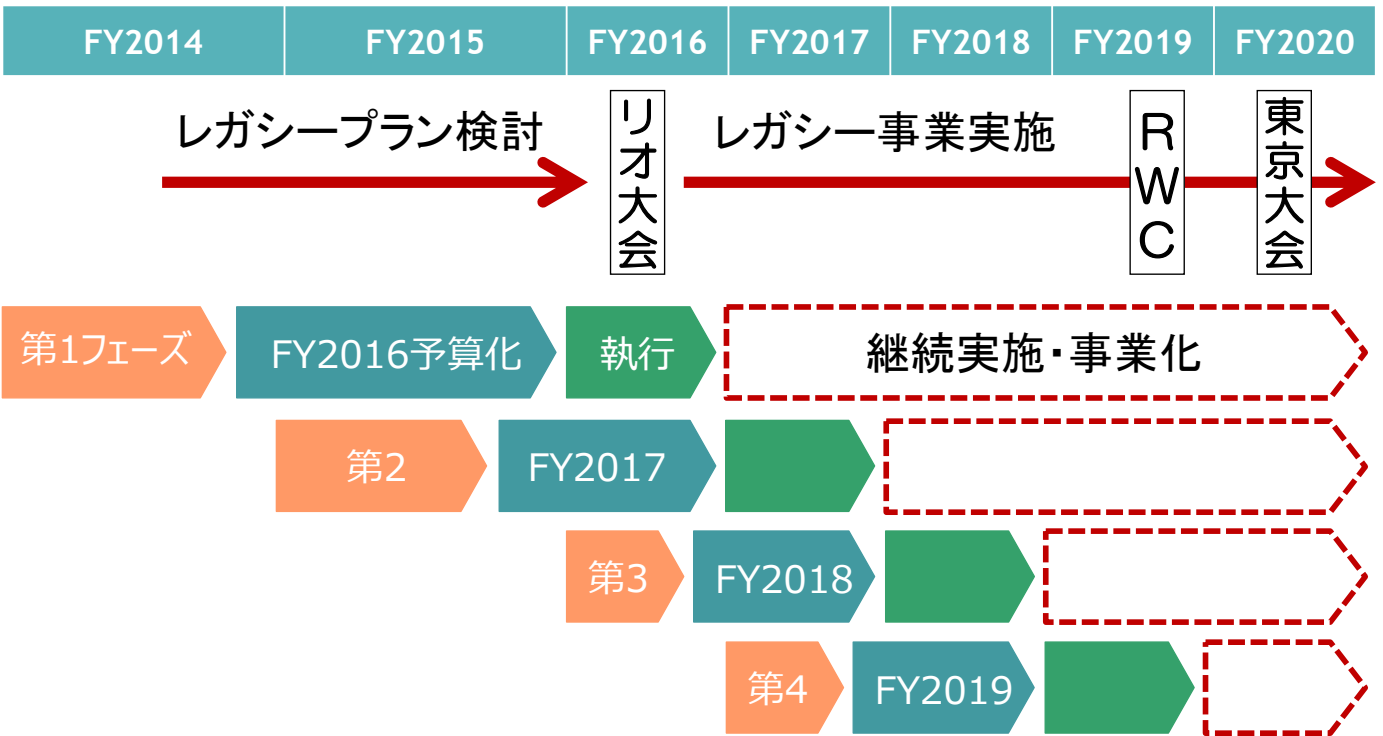 FY2014 FY2015 FY2016 FY2017 FY2018 FY2019 FY2020
レガシープラン検討
リオ大会
レガシー事業実施
RWC
東京大会
第1フェーズ FY2016予算化 執行 継続実施・事業化
第2 FY2017
第3 FY2018
第4 FY2019